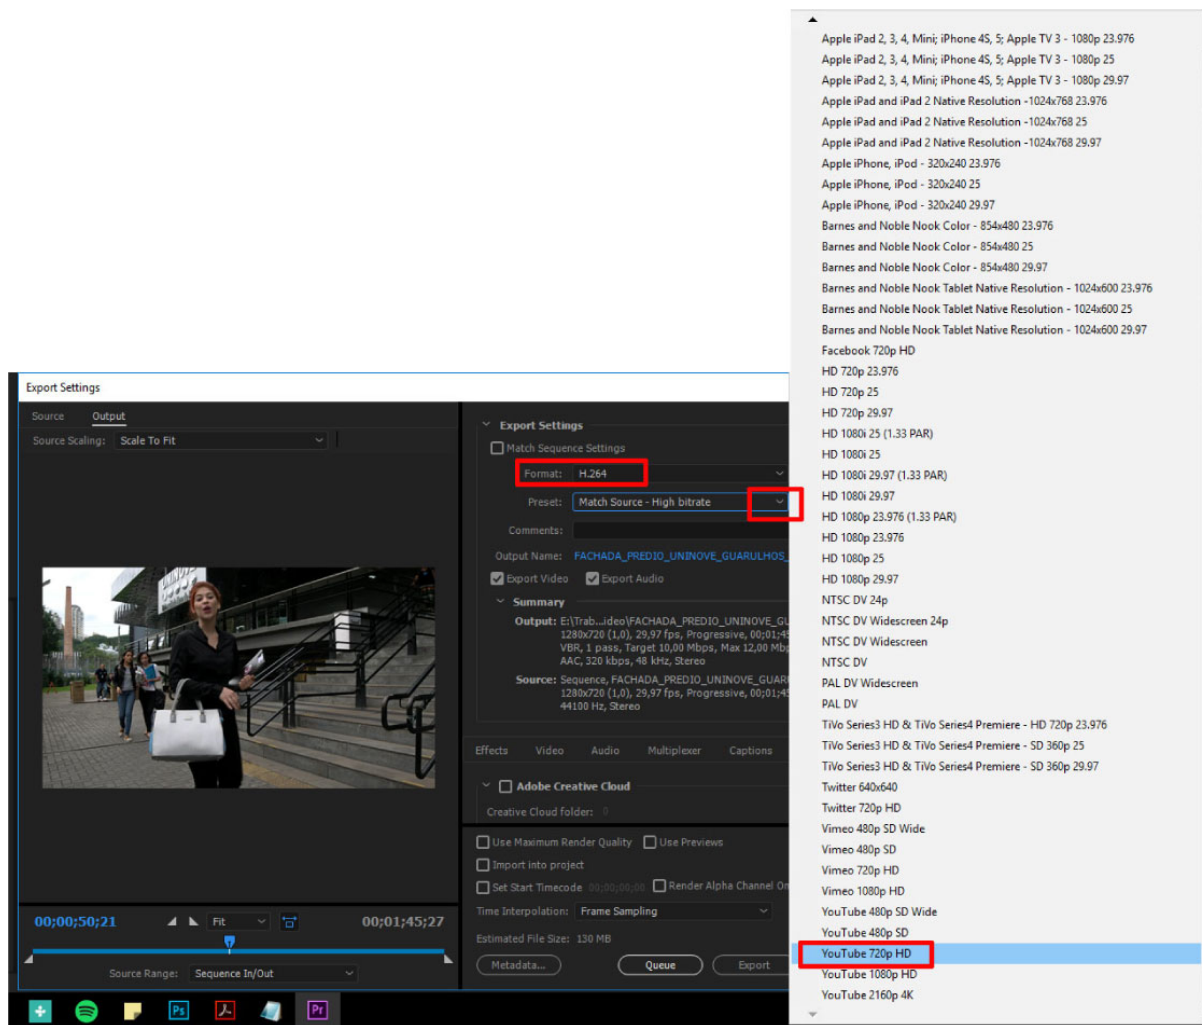 Apple iPad 2, 3, 4, Mini; iPhone 4S, 5; Apple TV 3 - 1080p 23.976
Apple iPad 2, 3, 4, Mini; iPhone 4S, 5; Apple TV 3 - 1080p 25
Apple iPad 2, 3, 4, Mini; iPhone 4S, 5; Apple TV 3 - 1080p 29.97
Apple iPad and iPad 2 Native Resolution -1024x768 23.976
Apple iPad and iPad 2 Native Resolution -1024x768 25
Apple iPad and iPad 2 Native Resolution -1024x768 29.97
Apple iPhone, iPod - 320x240 23.976
Apple iPhone, iPod - 320x240 25
Apple iPhone, iPod - 320x240 29.97
Barnes and Noble Nook Color - 854x480 23.976
Barnes and Noble Nook Color - 854x480 25
Barnes and Noble Nook Color - 854x480 29.97
Barnes and Noble Nook Tablet Native Resolution - 1024x600 23.976
Barnes and Noble Nook Tablet Native Resolution - 1024x600 25
Barnes and Noble Nook Tablet Native Resolution - 1024x600 29.97
Facebook 720p HD
HD 720p 23.976
HD 720p 25
HD 720p 29.97
HD 1080i 25 (1.33 PAR)
HD 1080i 25
HD 1080i 29.97 (1.33 PAR)
HD 1080i 29.97
HD 1080p 23.976 (1.33 PAR)
HD 1080p 23.976
HD 1080p 25
HD 1080p 29.97
NTSC DV 24p
NTSC DV Widescreen 24p
NTSC DV Widescreen
NTSC DV
PAL DV Widescreen
PAL DV
TiVo Series3 HD & TiVo Series4 Premiere - HD 720p 23.976
TiVo Series3 HD & TiVo Series4 Premiere - SD 360p 25
TiVo Series3 HD & TiVo Series4 Premiere - SD 360p 29.97
Twitter 640x640
Twitter 720p HD
Vimeo 480p SD Wide
Vimeo 480p SD
Vimeo 720p HD
Vimeo 1080p HD
YouTube 480p SD Wide
YouTube 480p SD
YouTube 720p HD
YouTube 1080p HD
YouTube 2160p 4K
Export Settings
Source Output
Source Scaling: Scale To Fit
UNINOVE
00;00;50;21 Fit 00;01;45;27
Source Range: Sequence In/Out
Export Settings
Match Sequence Settings
Format: H.264
Preset: Match Source - High bitrate
Comments:
Output Name: FACHADA_PREDIO_UNINOVE_GUARULHOS_
Export Video Export Audio
Summary
Output: E:\Trab...ideo\FACHADA_PREDIO_UNINOVE_GU
1280x720 (1,0), 29,97 fps, Progressive, 00;01;45
VBR, 1 pass, Target 10,00 Mbps, Max 12,00 Mbp
AAC, 320 kbps, 48 kHz, Stereo
Source: Sequence, FACHADA_PREDIO_UNINOVE_GUAR
1280x720 (1,0), 29,97 fps, Progressive, 00;01;45
44100 Hz, Stereo
Effects Video Audio Multiplexer Captions
Adobe Creative Cloud
Creative Cloud folder: 0
Use Maximum Render Quality Use Previews
Import into project
Set Start Timecode 00;00;00;00 Render Alpha Channel On
Time Interpolation: Frame Sampling
Estimated File Size: 130 MB
Metadata... Queue Export
Ps Pr